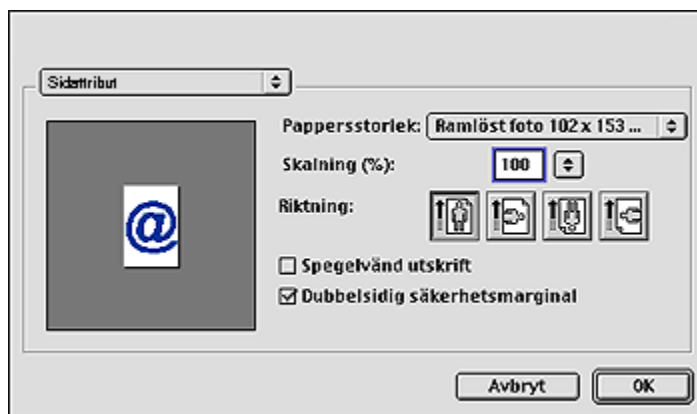 Sidattribut
Pappersstorlek: Ramlöst foto 102 x 153 ...
Skalning (%): 100
Riktning:
@
Spegelvänd utskrift
Dubbelsidig säkerhetsmarginal
Avbryt OK